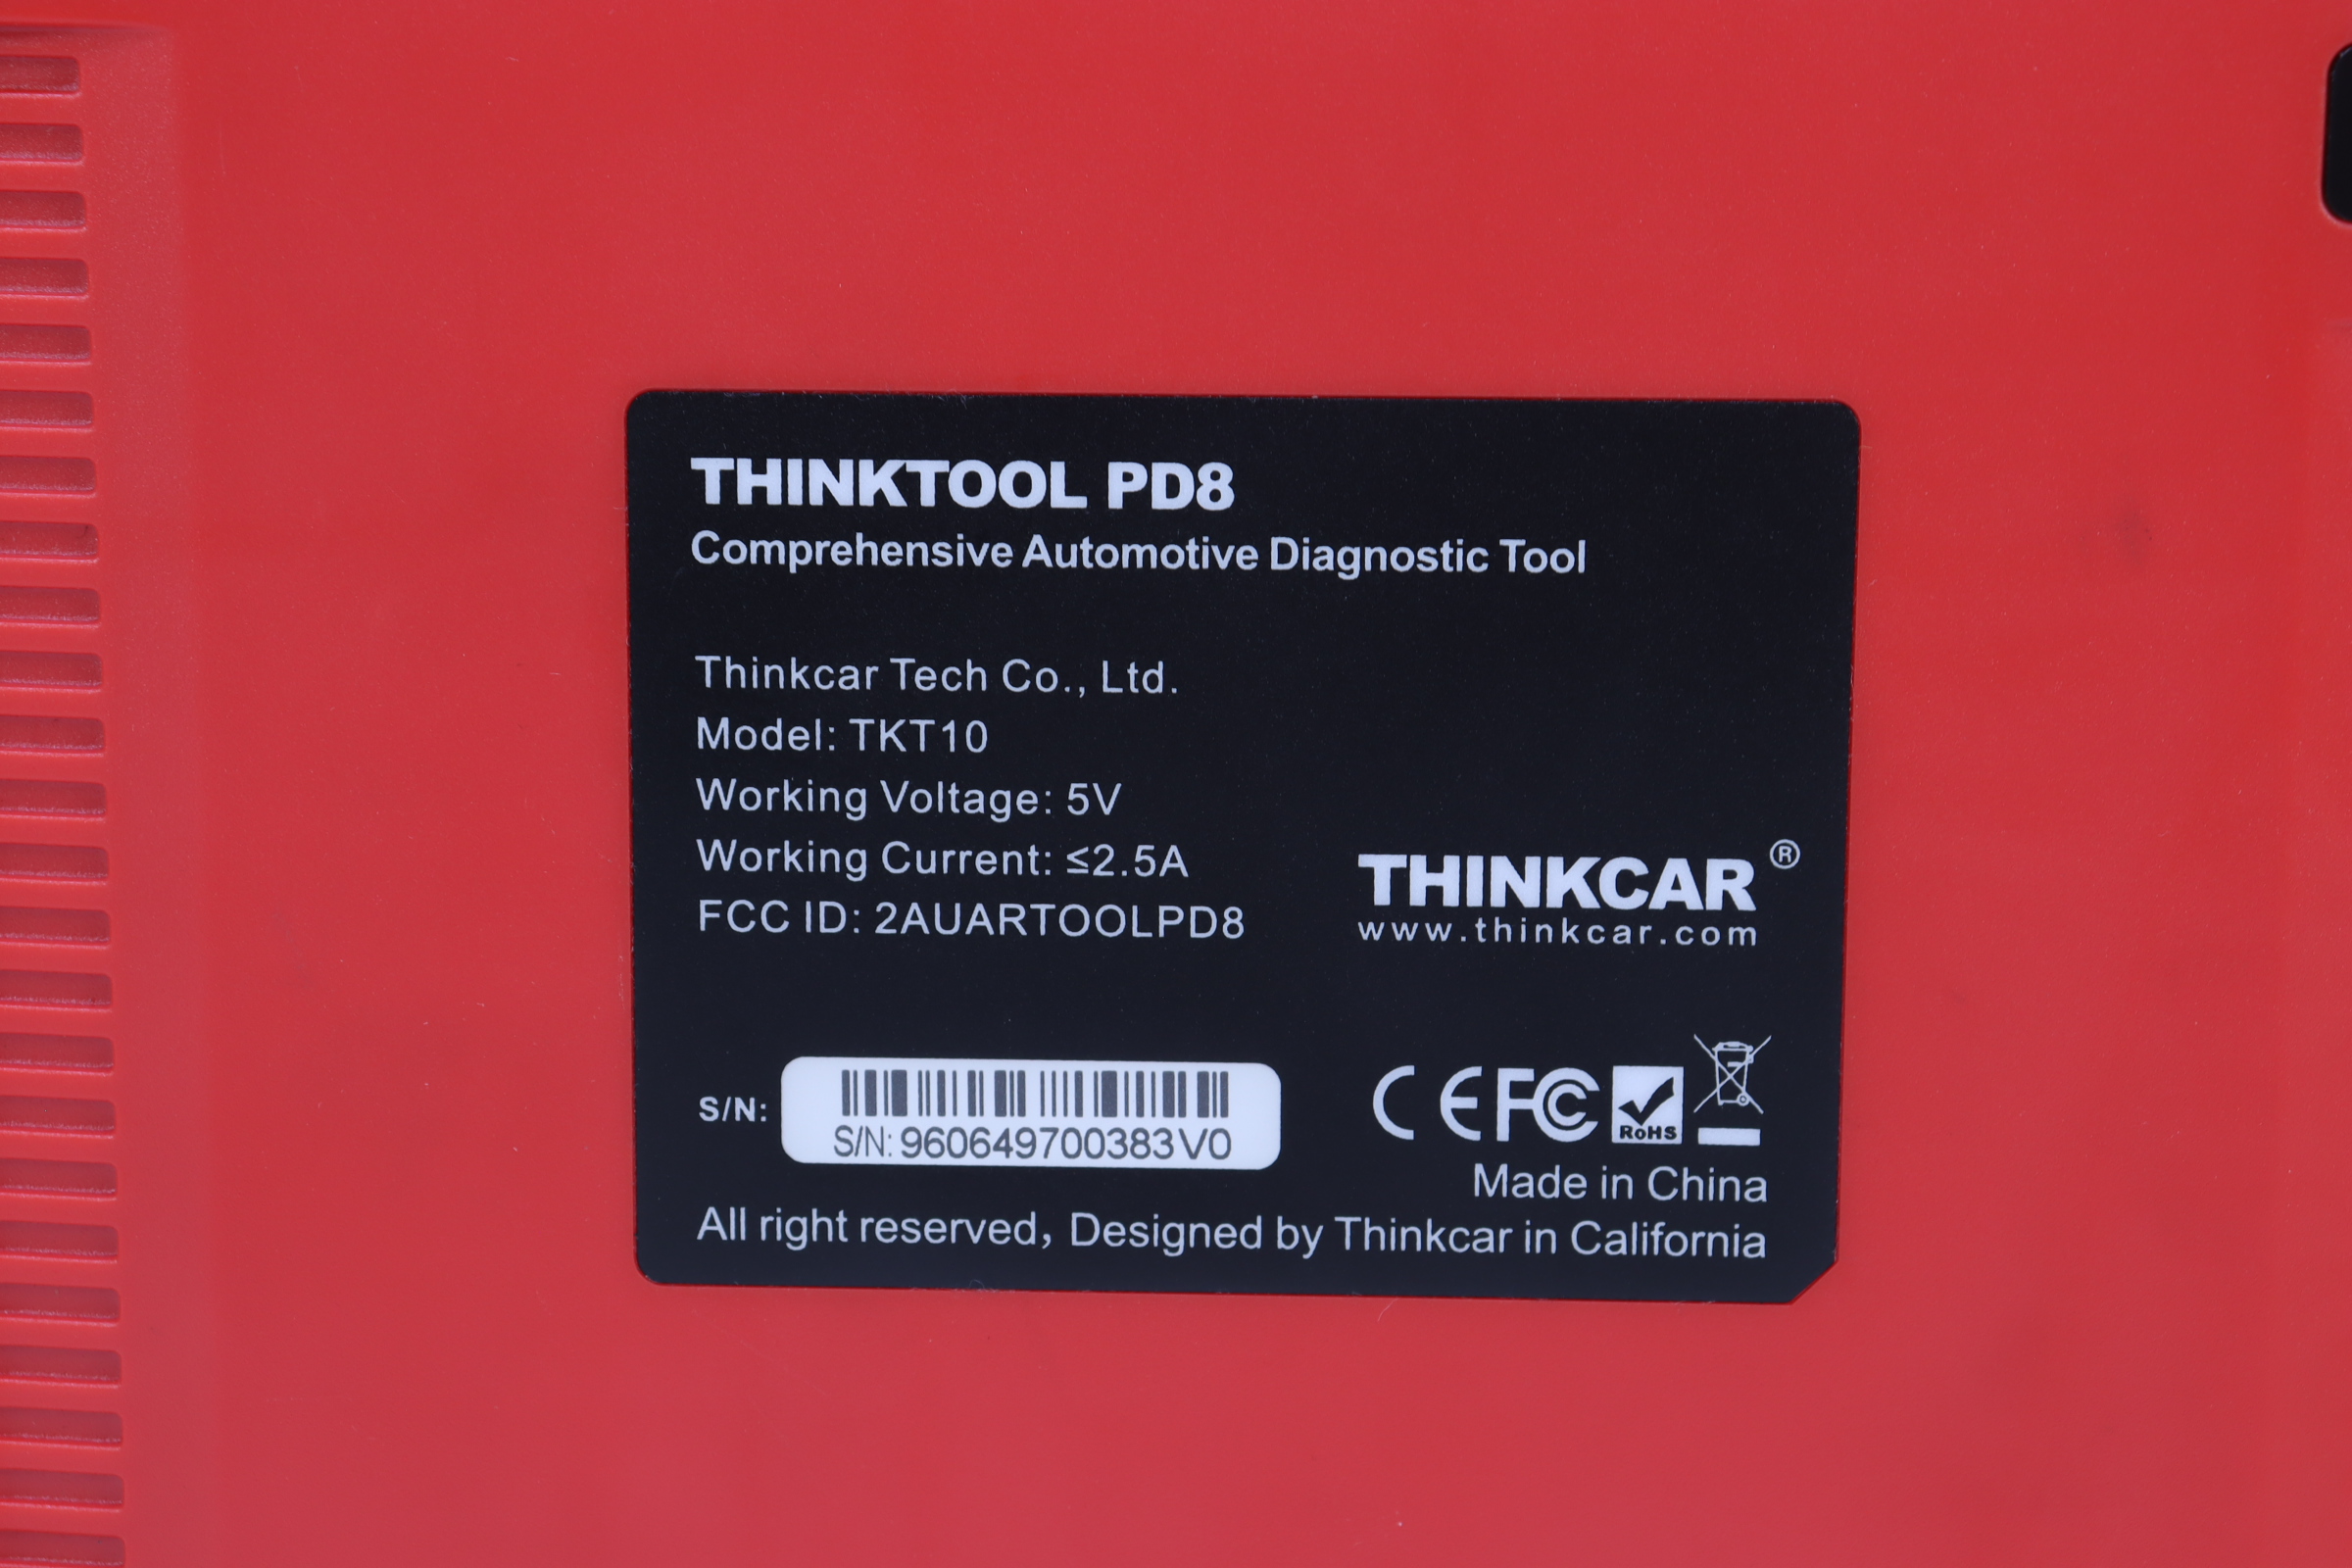 THINKTOOL PD8
Comprehensive Automotive Diagnostic Tool
Thinkcar Tech Co., Ltd.
Model: TKT10
Working Voltage: 5V
Working Current: ≤2.5A
FCC ID: 2AUARTOOLPD8
THINKCAR®
www.thinkcar.com
S/N:
S/N: 960649700383V0
CE FC RoHS
Made in China
All right reserved, Designed by Thinkcar in California